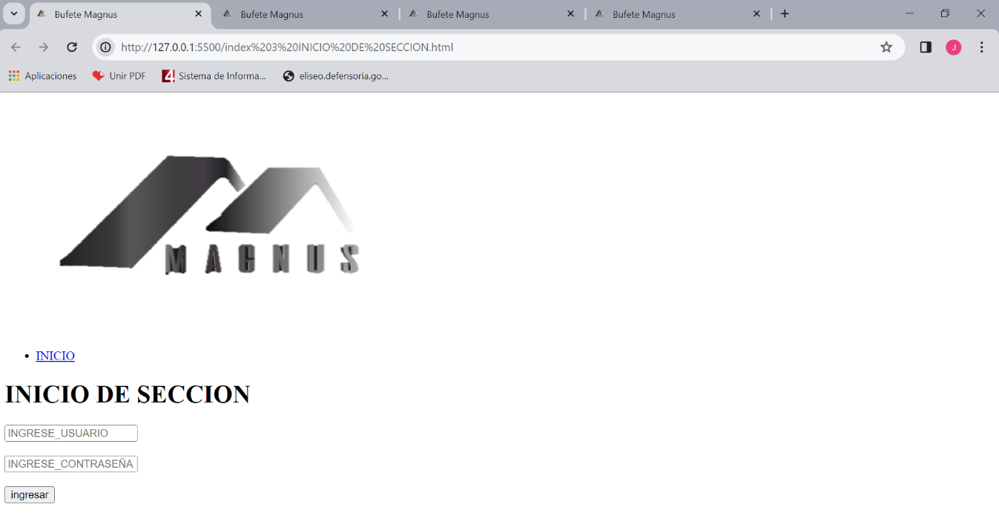 Bufete Magnus Bufete Magnus Bufete Magnus Bufete Magnus
http://127.0.0.1:5500/index%203%20INICIO%20DE%20SECCION.html J
Aplicaciones Unir PDF 4 Sistema de Informa... eliseo.defensoria.go...
MAGNUS
INICIO
INICIO DE SECCION
INGRESE_USUARIO
INGRESE_CONTRASEÑA
ingresar